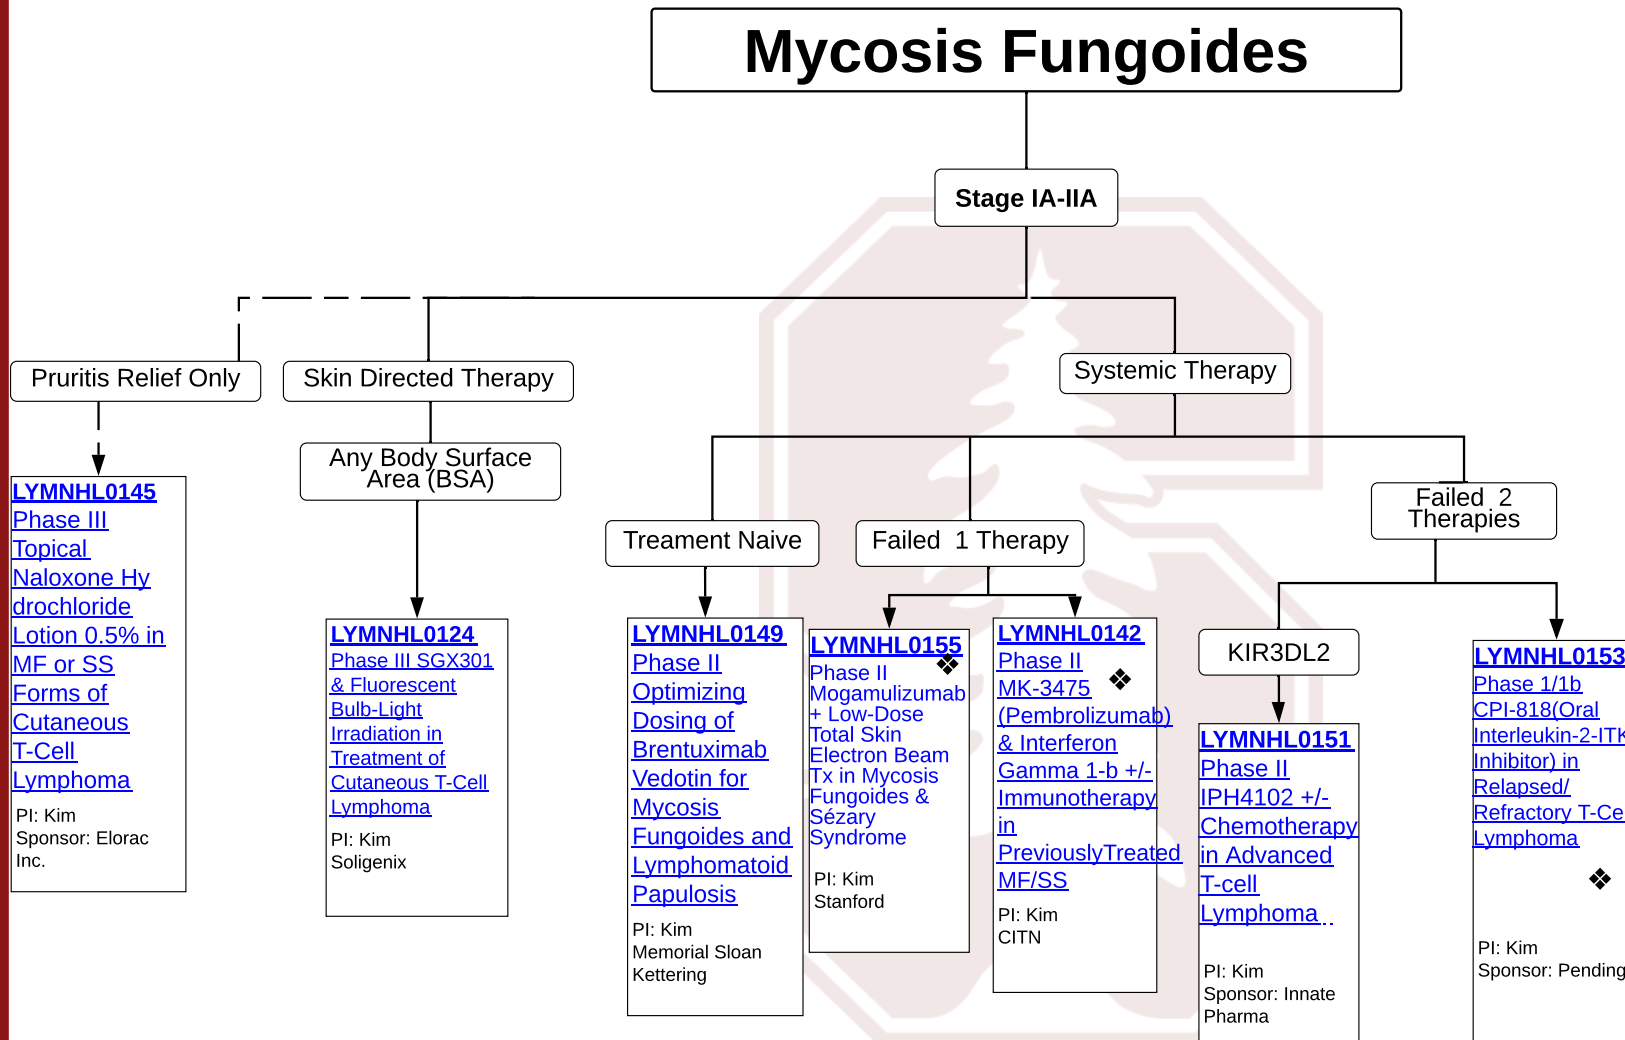 Mycosis Fungoides
Stage IA-IIA
Pruritis Relief Only
Skin Directed Therapy
Systemic Therapy
Any Body Surface
Area (BSA)
Treament Naive
Failed  1 Therapy
Failed  2
Therapies
KIR3DL2
LYMNHL0145
Phase III
Topical
Naloxone Hy
drochloride
Lotion 0.5% in
MF or SS
Forms of
Cutaneous
T-Cell
Lymphoma
PI: Kim
Sponsor: Elorac
Inc.
LYMNHL0124
Phase III SGX301
& Fluorescent
Bulb-Light
Irradiation in
Treatment of
Cutaneous T-Cell
Lymphoma
PI: Kim
Soligenix
LYMNHL0149
Phase II
Optimizing
Dosing of
Brentuximab
Vedotin for
Mycosis
Fungoides and
Lymphomatoid
Papulosis
PI: Kim
Memorial Sloan
Kettering
LYMNHL0155
Phase II
Mogamulizumab
+ Low-Dose
Total Skin
Electron Beam
Tx in Mycosis
Fungoides &
Sézary
Syndrome
PI: Kim
Stanford
LYMNHL0142
Phase II
MK-3475
(Pembrolizumab)
& Interferon
Gamma 1-b +/-
Immunotherapy
in
PreviouslyTreated
MF/SS
PI: Kim
CITN
LYMNHL0151
Phase II
IPH4102 +/-
Chemotherapy
in Advanced
T-cell
Lymphoma
PI: Kim
Sponsor: Innate
Pharma
LYMNHL0153
Phase 1/1b
CPI-818(Oral
Interleukin-2-ITK
Inhibitor) in
Relapsed/
Refractory T-Ce
Lymphoma
PI: Kim
Sponsor: Pending